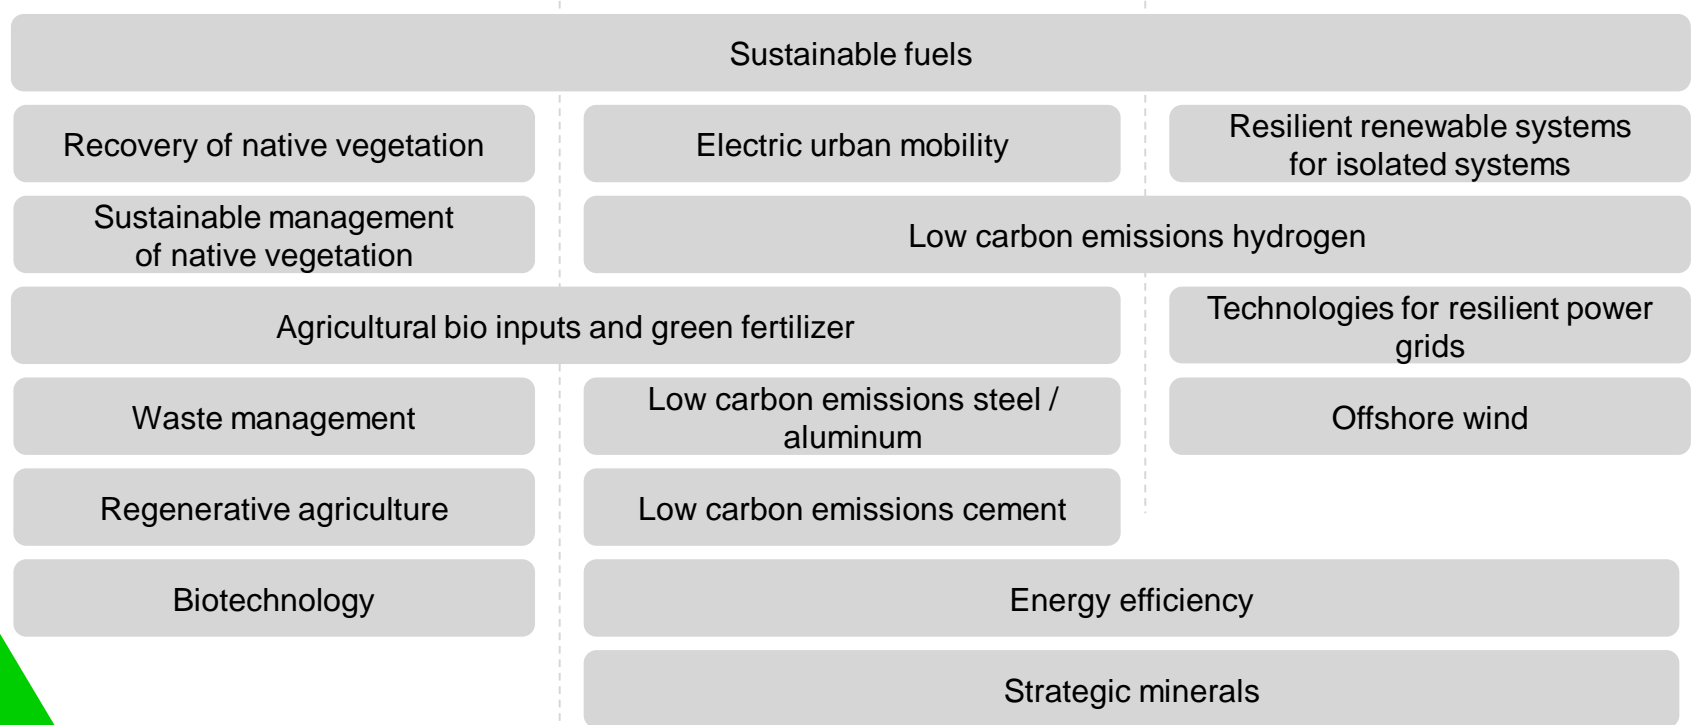 Sustainable fuels
Recovery of native vegetation
Electric urban mobility
Resilient renewable systems
for isolated systems
Sustainable management
of native vegetation
Low carbon emissions hydrogen
Agricultural bio inputs and green fertilizer
Technologies for resilient power
grids
Waste management
Low carbon emissions steel /
aluminum
Offshore wind
Regenerative agriculture
Low carbon emissions cement
Biotechnology
Energy efficiency
Strategic minerals